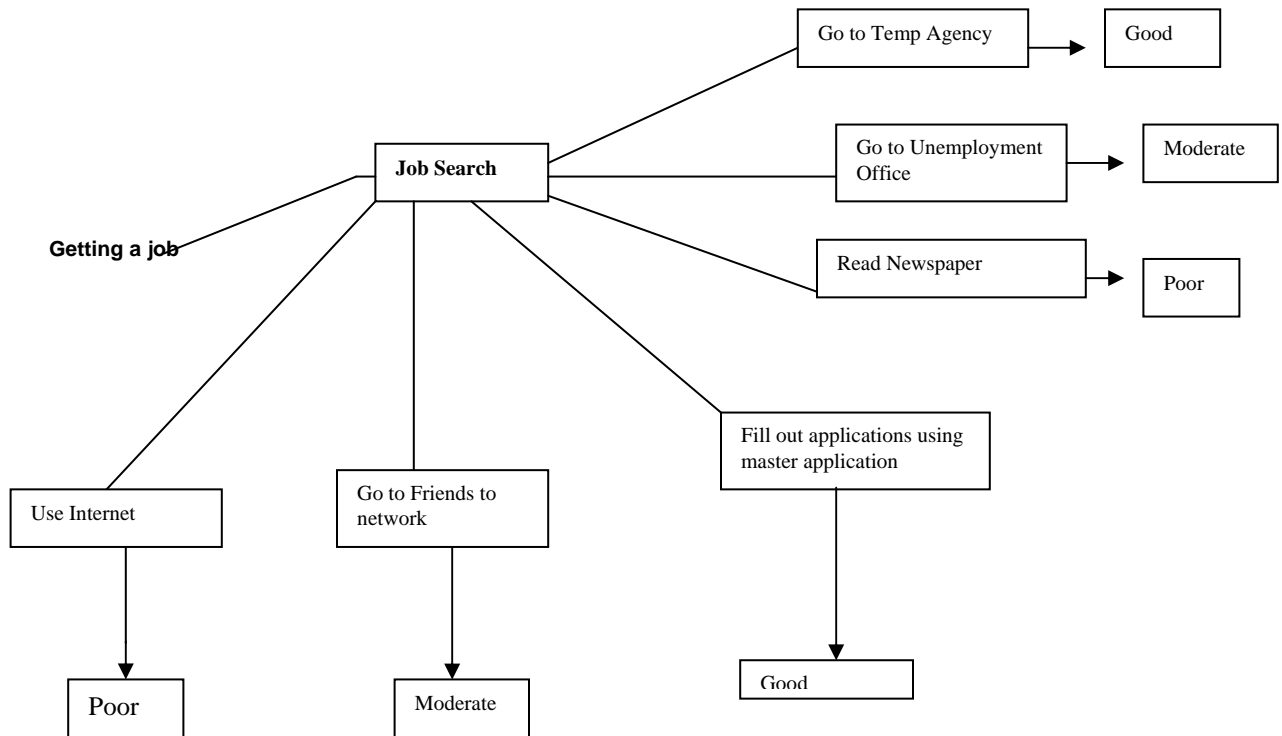 Go to Temp Agency
Good
Go to Unemployment
Office
Moderate
Job Search
Getting a job
Read Newspaper
Poor
Fill out applications using
master application
Go to Friends to
network
Use Internet
Good
Moderate
Poor